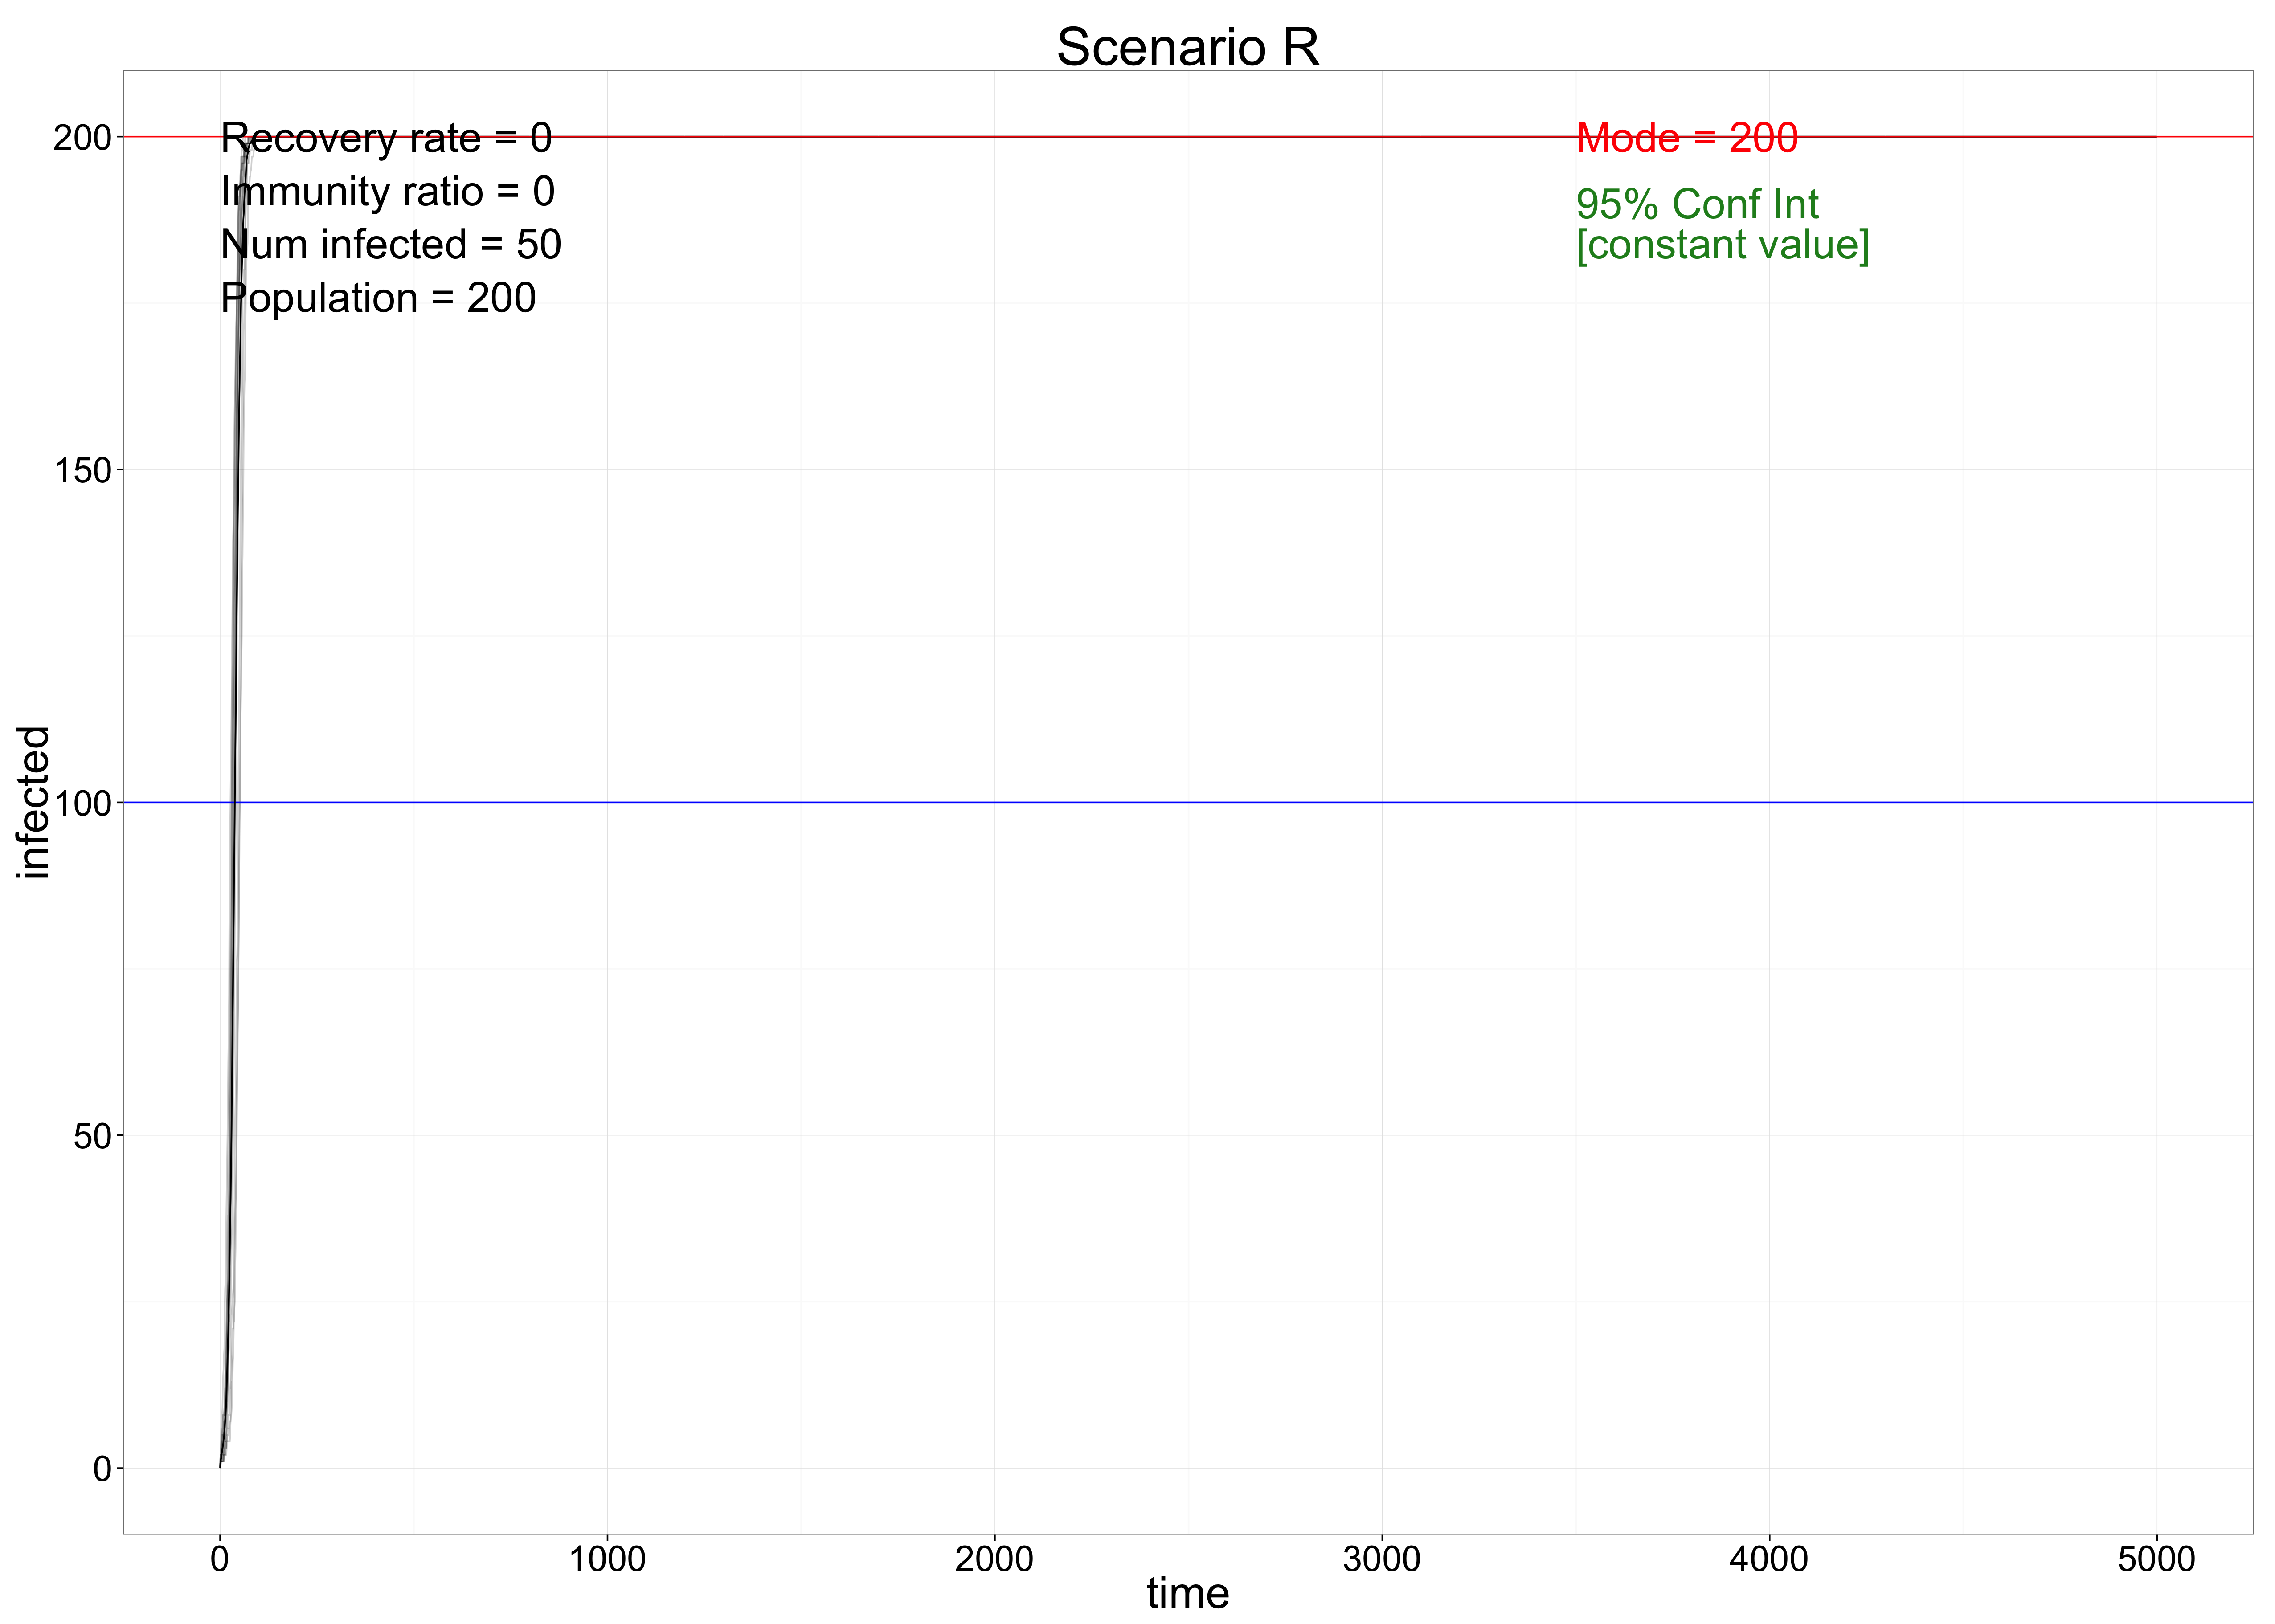 Scenario R
Recovery rate = 0
Immunity ratio = 0
Num infected = 50
Population = 200
Mode = 200
95% Conf Int
[constant value]
infected
200
150
100
50
0
0 1000 2000 3000 4000 5000
time